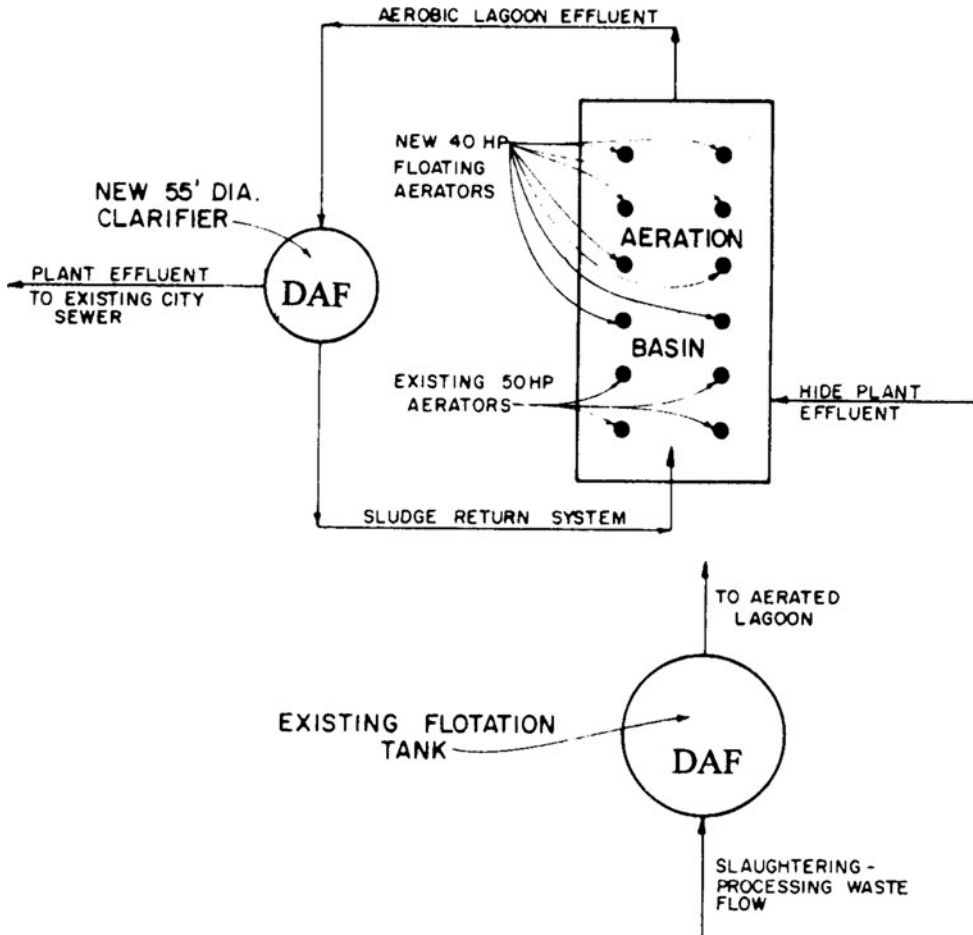 AEROBIC LAGOON EFFLUENT
NEW 40 HP
FLOATING
AERATORS
NEW 55' DIA.
CLARIFIER
AERATION
PLANT EFFLUENT
TO EXISTING CITY
SEWER
DAF
BASIN
EXISTING 50HP
AERATORS
HIDE PLANT
EFFLUENT
SLUDGE RETURN SYSTEM
TO AERATED
LAGOON
EXISTING FLOTATION
TANK
DAF
SLAUGHTERING-
PROCESSING WASTE
FLOW